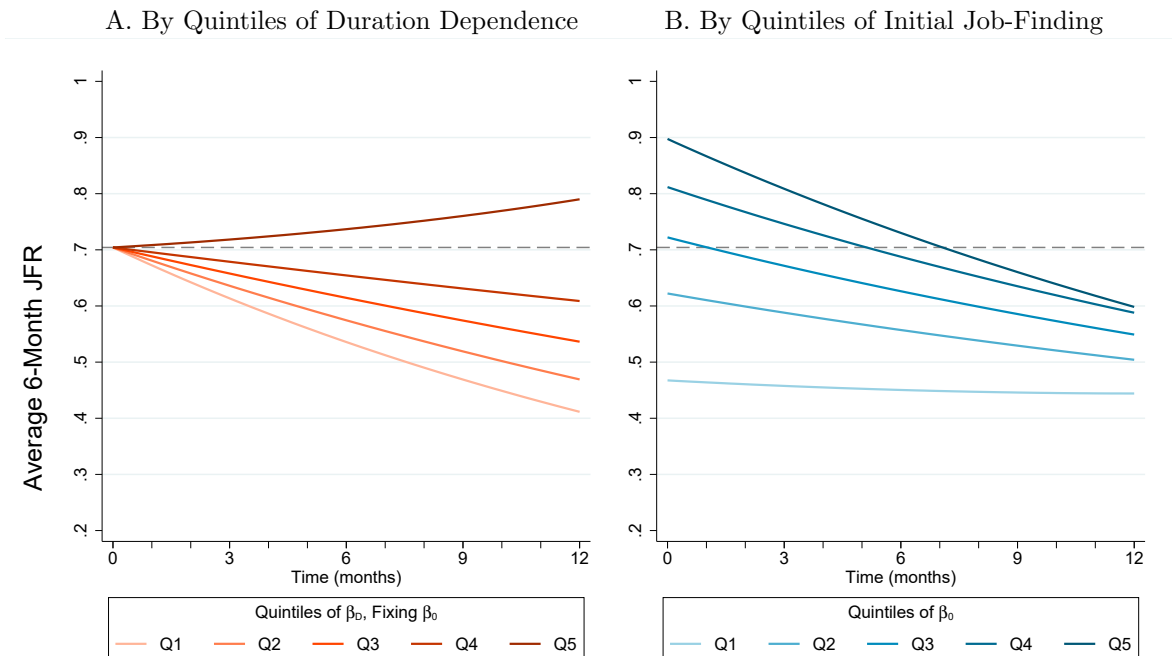 A. By Quintiles of Duration Dependence
B. By Quintiles of Initial Job-Finding
Average 6-Month JFR
1
.9
.8
.7
.6
.5
.4
.3
.2
0 3 6 9 12
Time (months)
Quintiles of β_D, Fixing β_0
Q1 Q2 Q3 Q4 Q5
1
.9
.8
.7
.6
.5
.4
.3
.2
0 3 6 9 12
Time (months)
Quintiles of β_0
Q1 Q2 Q3 Q4 Q5